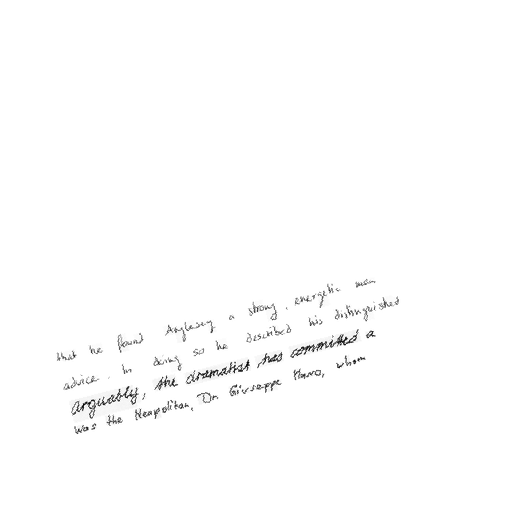 that he found Anglesey a strong, energetic man
advice. In doing so he described his distinguished
arguably, the dramatist has committed a
was the Neapolitan, Dr Giuseppe Mauro, whom